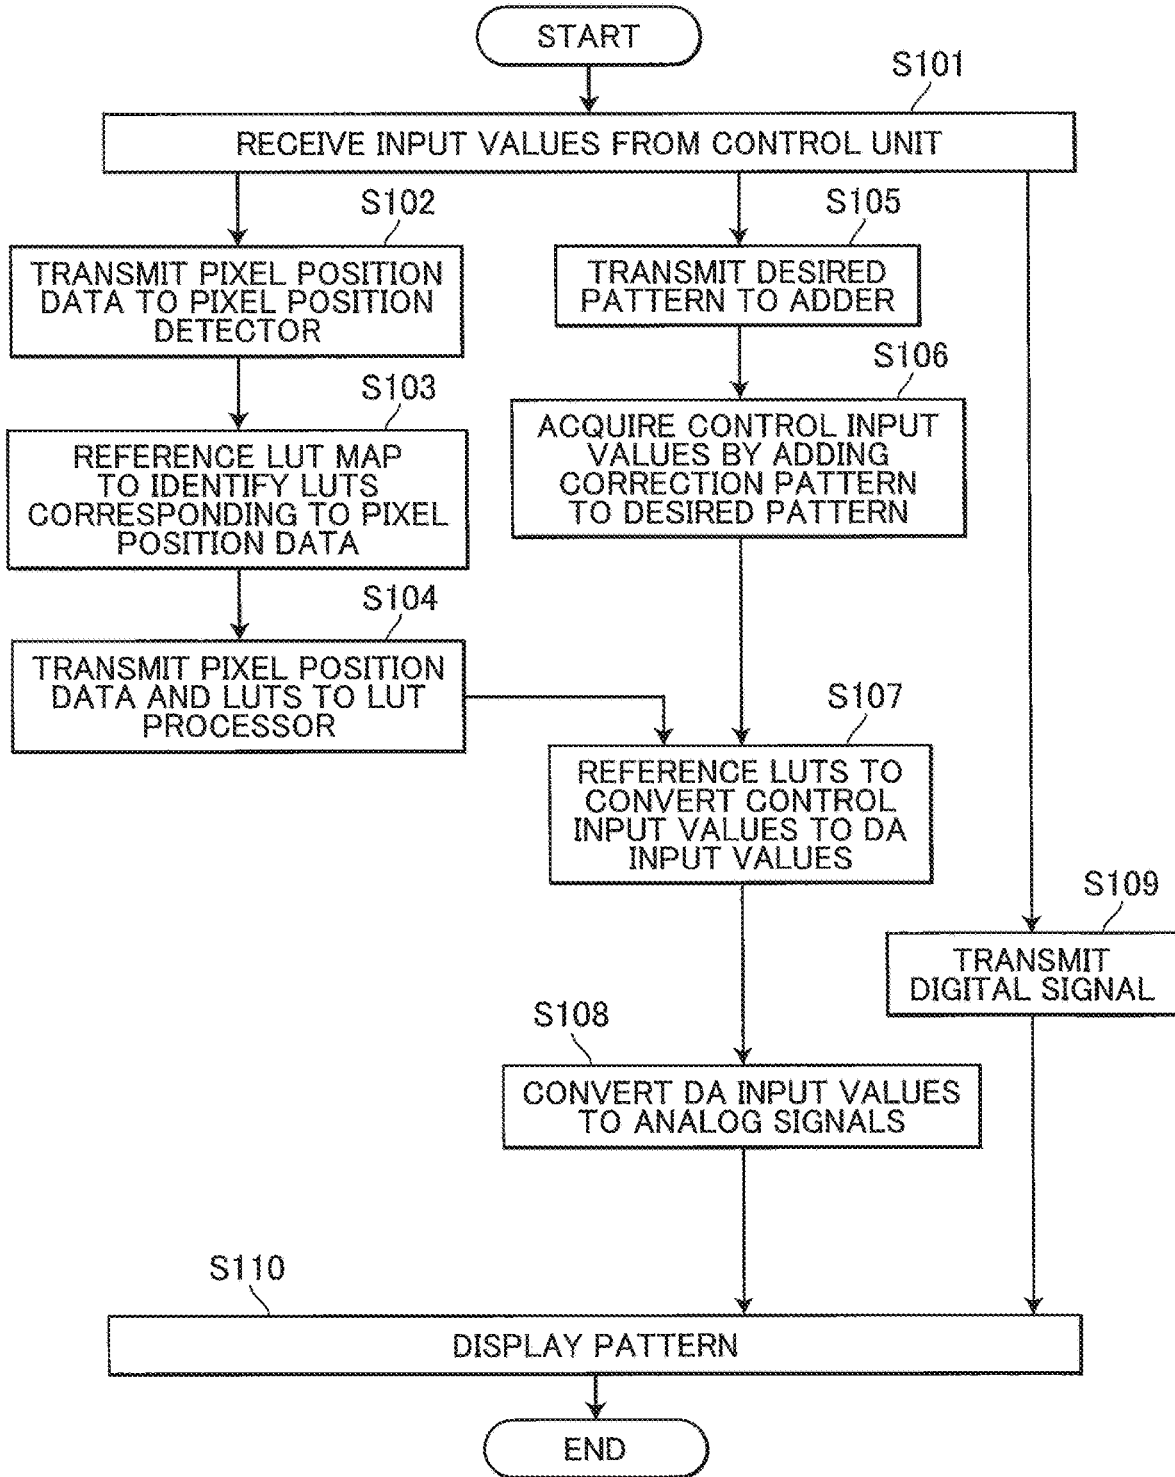 START
S101
RECEIVE INPUT VALUES FROM CONTROL UNIT
S102
TRANSMIT PIXEL POSITION
DATA TO PIXEL POSITION
DETECTOR
S103
REFERENCE LUT MAP
TO IDENTIFY LUTS
CORRESPONDING TO PIXEL
POSITION DATA
S104
TRANSMIT PIXEL POSITION
DATA AND LUTS TO LUT
PROCESSOR
S105
TRANSMIT DESIRED
PATTERN TO ADDER
S106
ACQUIRE CONTROL INPUT
VALUES BY ADDING
CORRECTION PATTERN
TO DESIRED PATTERN
S107
REFERENCE LUTS TO
CONVERT CONTROL
INPUT VALUES TO DA
INPUT VALUES
S108
CONVERT DA INPUT VALUES
TO ANALOG SIGNALS
S109
TRANSMIT
DIGITAL SIGNAL
S110
DISPLAY PATTERN
END